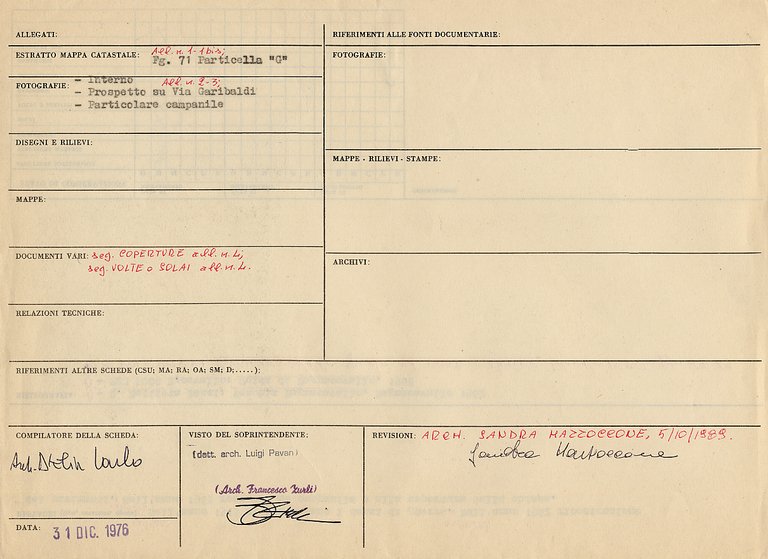 ALLEGATI:
ESTRATTO MAPPA CATASTALE: All. n. 1-1bis;
Fg. 71 Particella "G"
FOTOGRAFIE: - Interno All. n. 2-3;
- Prospetto su Via Garibaldi
- Particolare campanile
DISEGNI E RILIEVI:
MAPPE:
DOCUMENTI VARI: seg. COPERTURE all. n. 4;
seg. VOLTE o SOLAI all. n. 4.
RELAZIONI TECNICHE:
RIFERIMENTI ALLE FONTI DOCUMENTARIE:
FOTOGRAFIE:
MAPPE - RILIEVI - STAMPE:
ARCHIVI:
RIFERIMENTI ALTRE SCHEDE (CSU; MA; RA; OA; SM; D;.....):
COMPILATORE DELLA SCHEDA:
Arch.
DATA: 31 DIC. 1976
VISTO DEL SOPRINTENDENTE:
(dott. arch. Luigi Pavan)
(Arch. Francesco
REVISIONI: ARCH. SANDRA MAZZOCCONE, 5/10/1989.
Sandra Mazzoccone